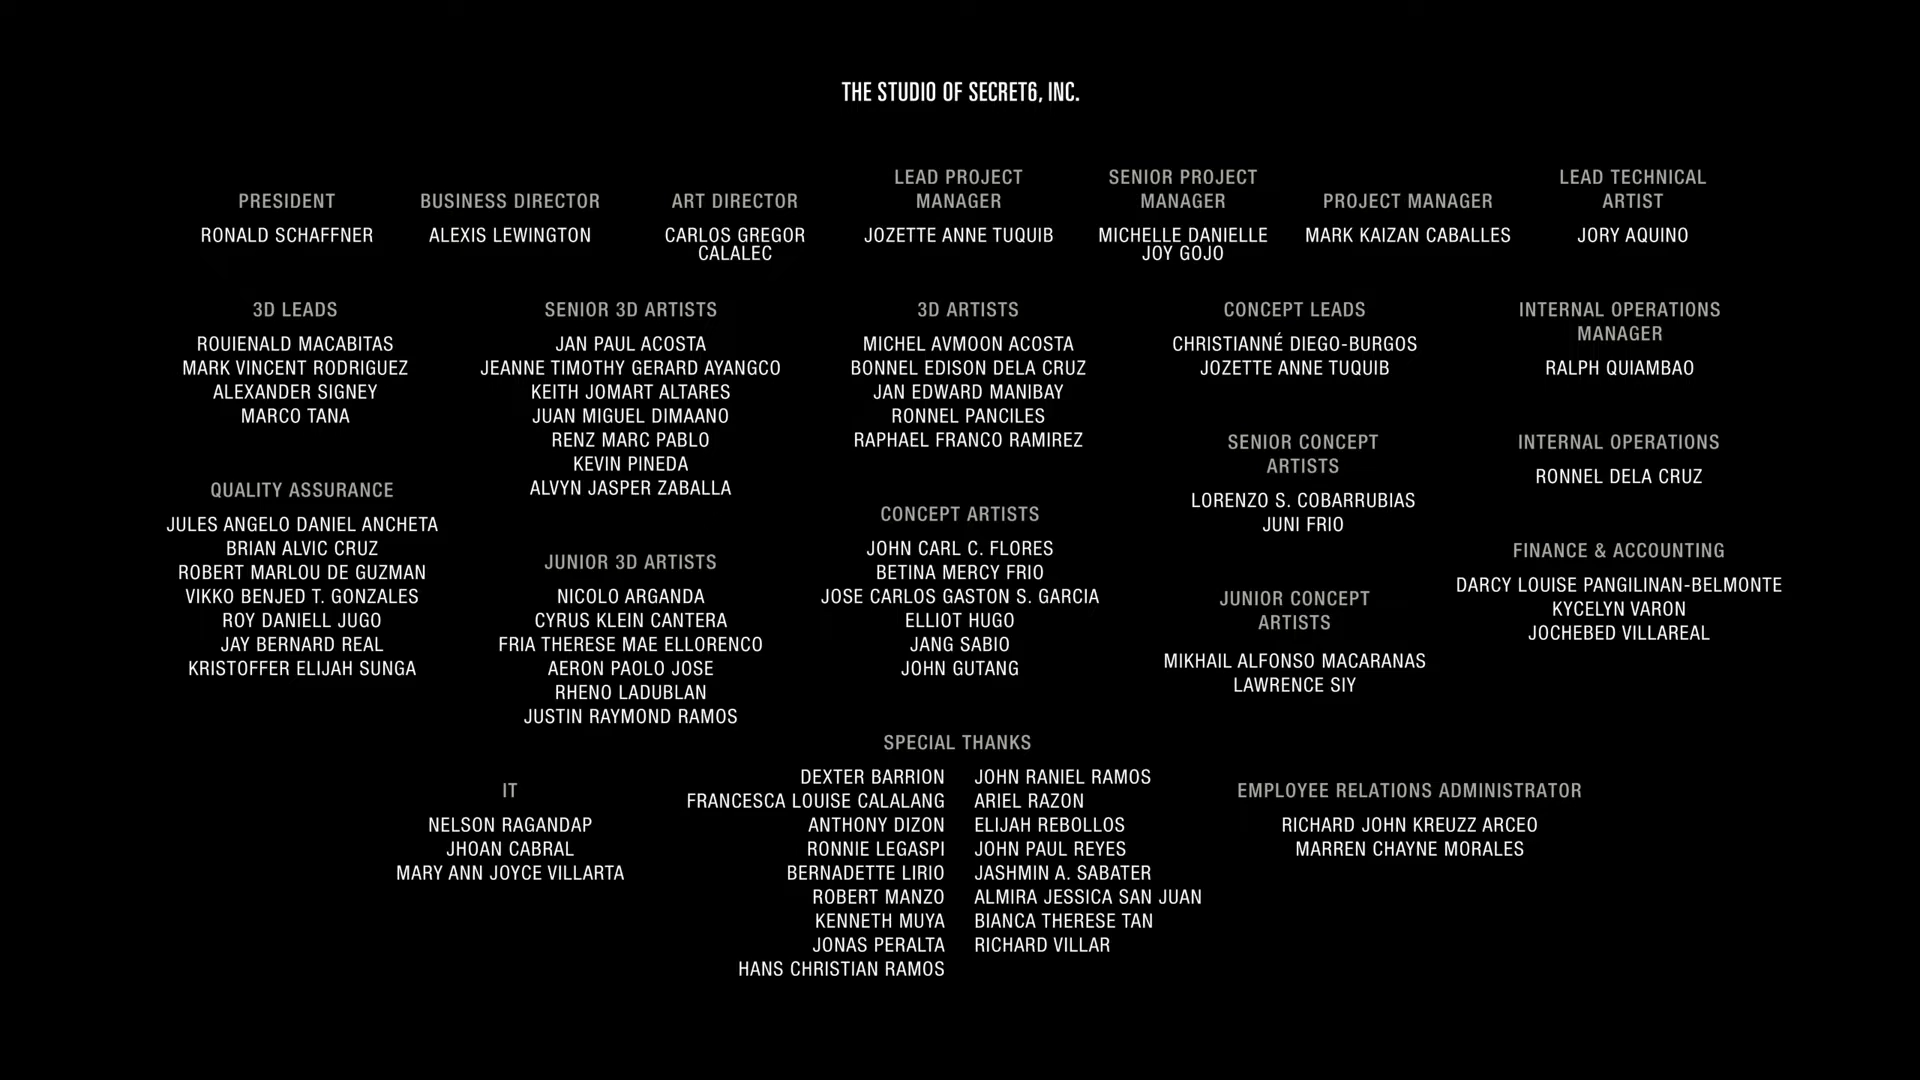 THE STUDIO OF SECRET6, INC.
PRESIDENT
RONALD SCHAFFNER
BUSINESS DIRECTOR
ALEXIS LEWINGTON
ART DIRECTOR
CARLOS GREGOR
CALALEC
LEAD PROJECT
MANAGER
JOZETTE ANNE TUQUIB
SENIOR PROJECT
MANAGER
MICHELLE DANIELLE
JOY GOJO
PROJECT MANAGER
MARK KAIZAN CABALLES
LEAD TECHNICAL
ARTIST
JORY AQUINO
3D LEADS
ROUIENALD MACABITAS
MARK VINCENT RODRIGUEZ
ALEXANDER SIGNEY
MARCO TANA
QUALITY ASSURANCE
JULES ANGELO DANIEL ANCHETA
BRIAN ALVIC CRUZ
ROBERT MARLOU DE GUZMAN
VIKKO BENJED T. GONZALES
ROY DANIELL JUGO
JAY BERNARD REAL
KRISTOFFER ELIJAH SUNGA
SENIOR 3D ARTISTS
JAN PAUL ACOSTA
JEANNE TIMOTHY GERARD AYANGCO
KEITH JOMART ALTARES
JUAN MIGUEL DIMAANO
RENZ MARC PABLO
KEVIN PINEDA
ALVYN JASPER ZABALLA
JUNIOR 3D ARTISTS
NICOLO ARGANDA
CYRUS KLEIN CANTERA
FRIA THERESE MAE ELLORENCO
AERON PAOLO JOSE
RHENO LADUBLAN
JUSTIN RAYMOND RAMOS
3D ARTISTS
MICHEL AVMOON ACOSTA
BONNEL EDISON DELA CRUZ
JAN EDWARD MANIBAY
RONNEL PANCILES
RAPHAEL FRANCO RAMIREZ
CONCEPT ARTISTS
JOHN CARL C. FLORES
BETINA MERCY FRIO
JOSE CARLOS GASTON S. GARCIA
ELLIOT HUGO
JANG SABIO
JOHN GUTANG
CONCEPT LEADS
CHRISTIANNÉ DIEGO-BURGOS
JOZETTE ANNE TUQUIB
SENIOR CONCEPT
ARTISTS
LORENZO S. COBARRUBIAS
JUNI FRIO
JUNIOR CONCEPT
ARTISTS
MIKHAIL ALFONSO MACARANAS
LAWRENCE SIY
INTERNAL OPERATIONS
MANAGER
RALPH QUIAMBAO
INTERNAL OPERATIONS
RONNEL DELA CRUZ
FINANCE & ACCOUNTING
DARCY LOUISE PANGILINAN-BELMONTE
KYCELYN VARON
JOCHEBED VILLAREAL
IT
NELSON RAGANDAP
JHOAN CABRAL
MARY ANN JOYCE VILLARTA
SPECIAL THANKS
DEXTER BARRION
FRANCESCA LOUISE CALALANG
ANTHONY DIZON
RONNIE LEGASPI
BERNADETTE LIRIO
ROBERT MANZO
KENNETH MUYA
JONAS PERALTA
HANS CHRISTIAN RAMOS
JOHN RANIEL RAMOS
ARIEL RAZON
ELIJAH REBOLLOS
JOHN PAUL REYES
JASHMIN A. SABATER
ALMIRA JESSICA SAN JUAN
BIANCA THERESE TAN
RICHARD VILLAR
EMPLOYEE RELATIONS ADMINISTRATOR
RICHARD JOHN KREUZZ ARCEO
MARREN CHAYNE MORALES